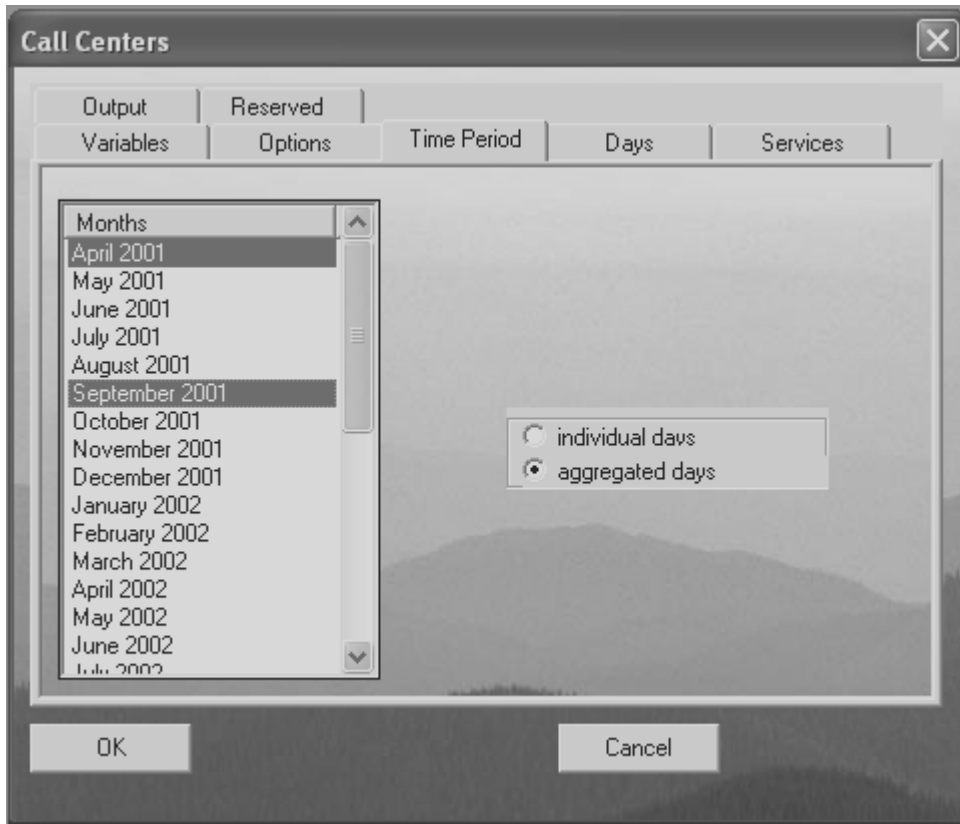 Call Centers
Output Reserved
Variables Options Time Period Days Services
Months
April 2001
May 2001
June 2001
July 2001
August 2001
September 2001
October 2001
November 2001
December 2001
January 2002
February 2002
March 2002
April 2002
May 2002
June 2002
July 2002
individual days
aggregated days
OK Cancel